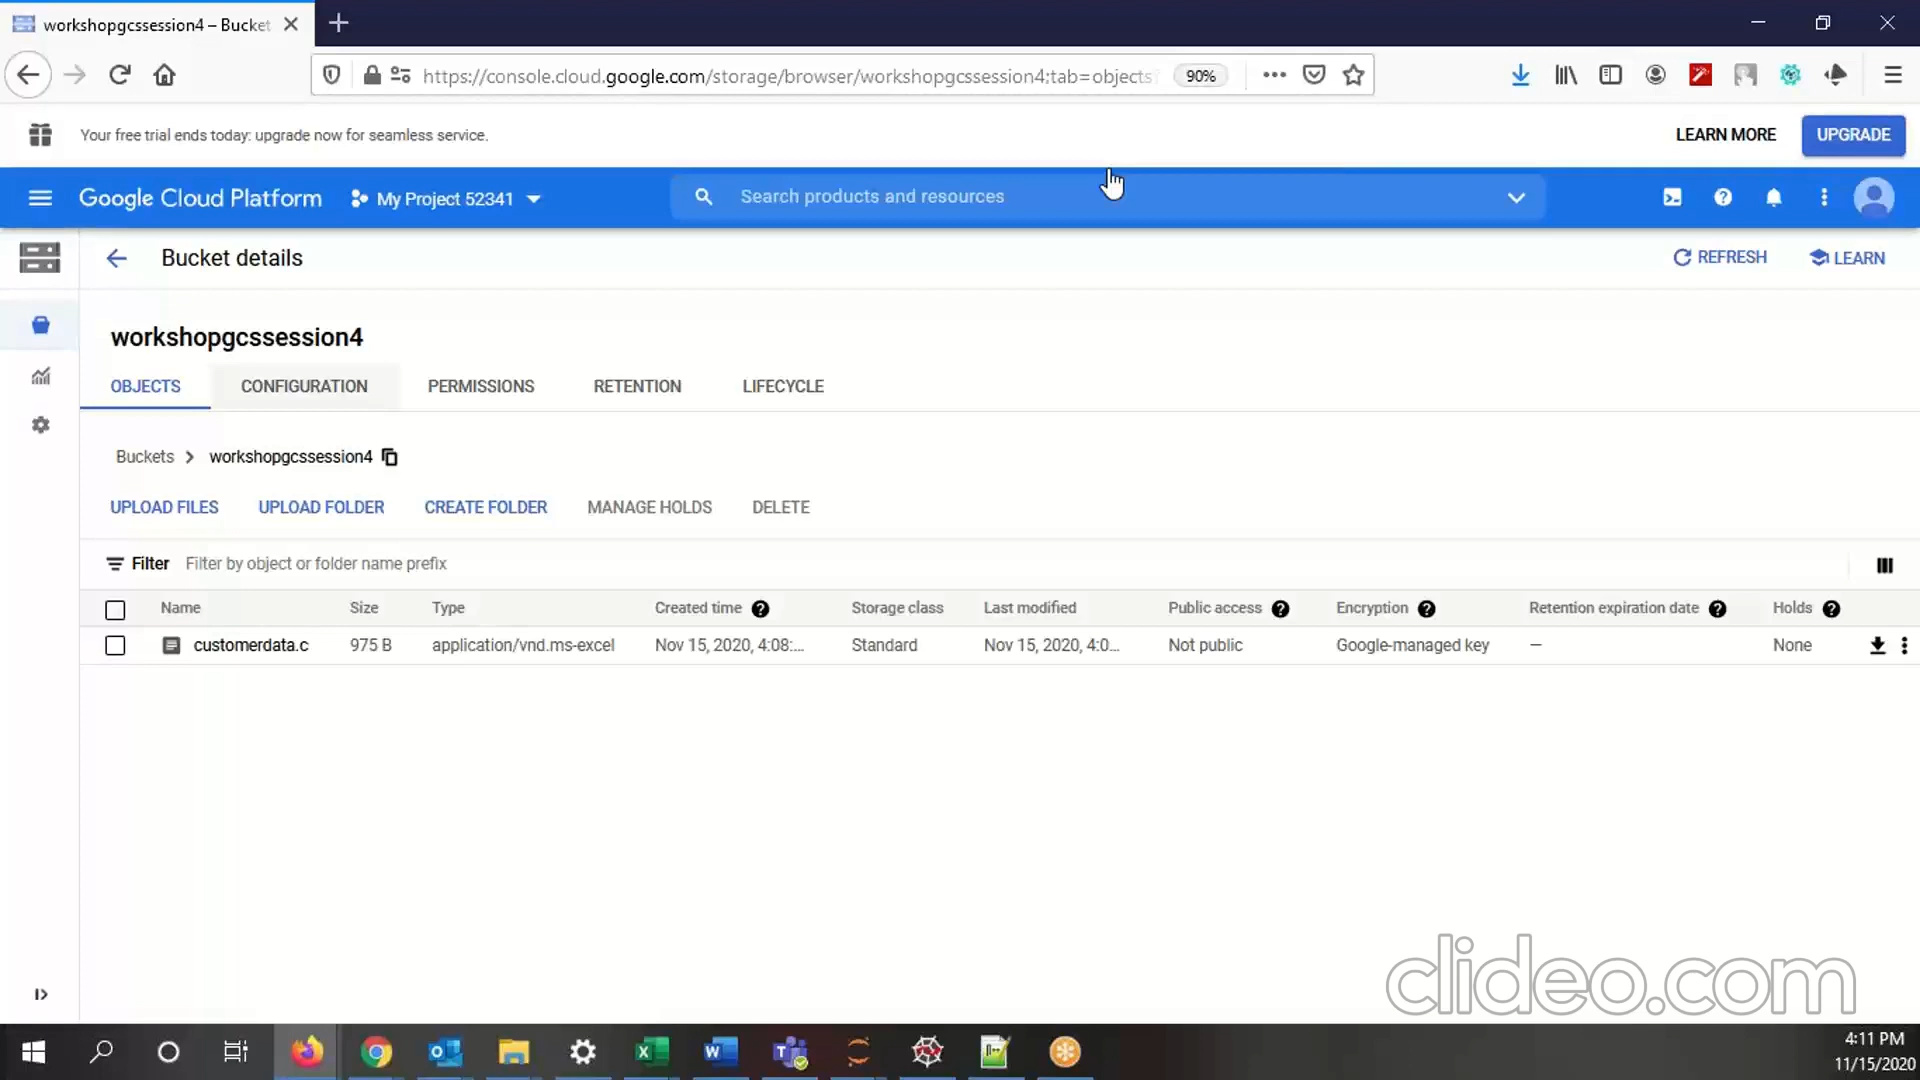 workshopgcssession4 – Bucket
https://console.cloud.google.com/storage/browser/workshopgcssession4;tab=objects?
90%
Your free trial ends today: upgrade now for seamless service.
LEARN MORE
UPGRADE
Google Cloud Platform
My Project 52341
Search products and resources
Bucket details
REFRESH
LEARN
workshopgcssession4
OBJECTS
CONFIGURATION
PERMISSIONS
RETENTION
LIFECYCLE
Buckets > workshopgcssession4
UPLOAD FILES
UPLOAD FOLDER
CREATE FOLDER
MANAGE HOLDS
DELETE
Filter Filter by object or folder name prefix
Name Size Type Created time Storage class Last modified Public access Encryption Retention expiration date Holds
customerdata.c 975 B application/vnd.ms-excel Nov 15, 2020, 4:08:... Standard Nov 15, 2020, 4:0... Not public Google-managed key — None
clideo.com
4:11 PM
11/15/2020